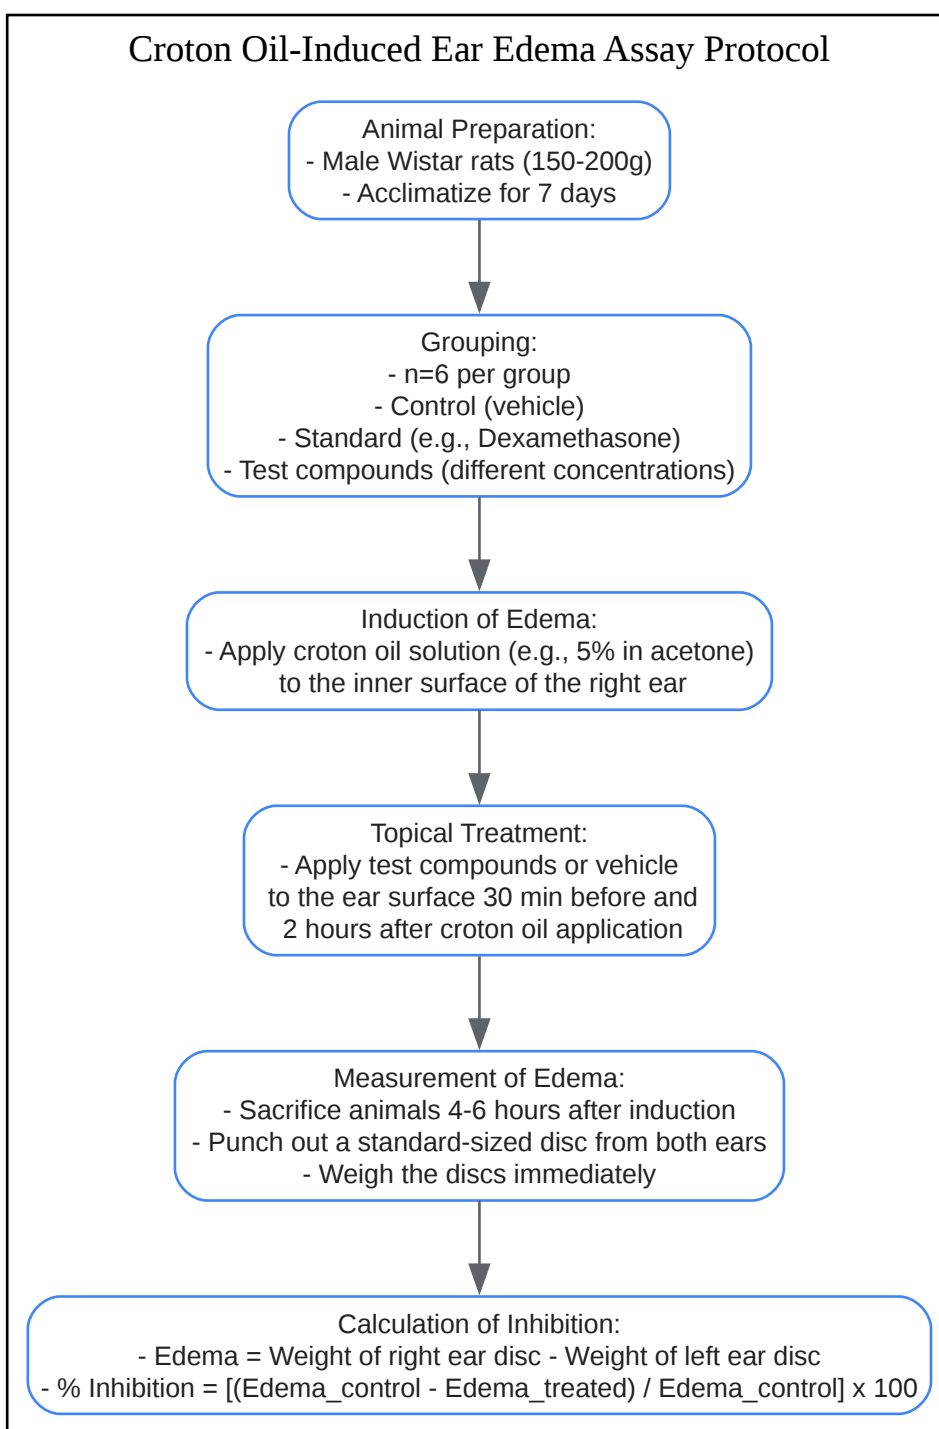 Croton Oil-Induced Ear Edema Assay Protocol
Animal Preparation:
- Male Wistar rats (150-200g)
- Acclimatize for 7 days
Grouping:
- n=6 per group
- Control (vehicle)
- Standard (e.g., Dexamethasone)
- Test compounds (different concentrations)
Induction of Edema:
- Apply croton oil solution (e.g., 5% in acetone)
to the inner surface of the right ear
Topical Treatment:
- Apply test compounds or vehicle
to the ear surface 30 min before and
2 hours after croton oil application
Measurement of Edema:
- Sacrifice animals 4-6 hours after induction
- Punch out a standard-sized disc from both ears
- Weigh the discs immediately
Calculation of Inhibition:
- Edema = Weight of right ear disc - Weight of left ear disc
- % Inhibition = [(Edema_control - Edema_treated) / Edema_control] x 100